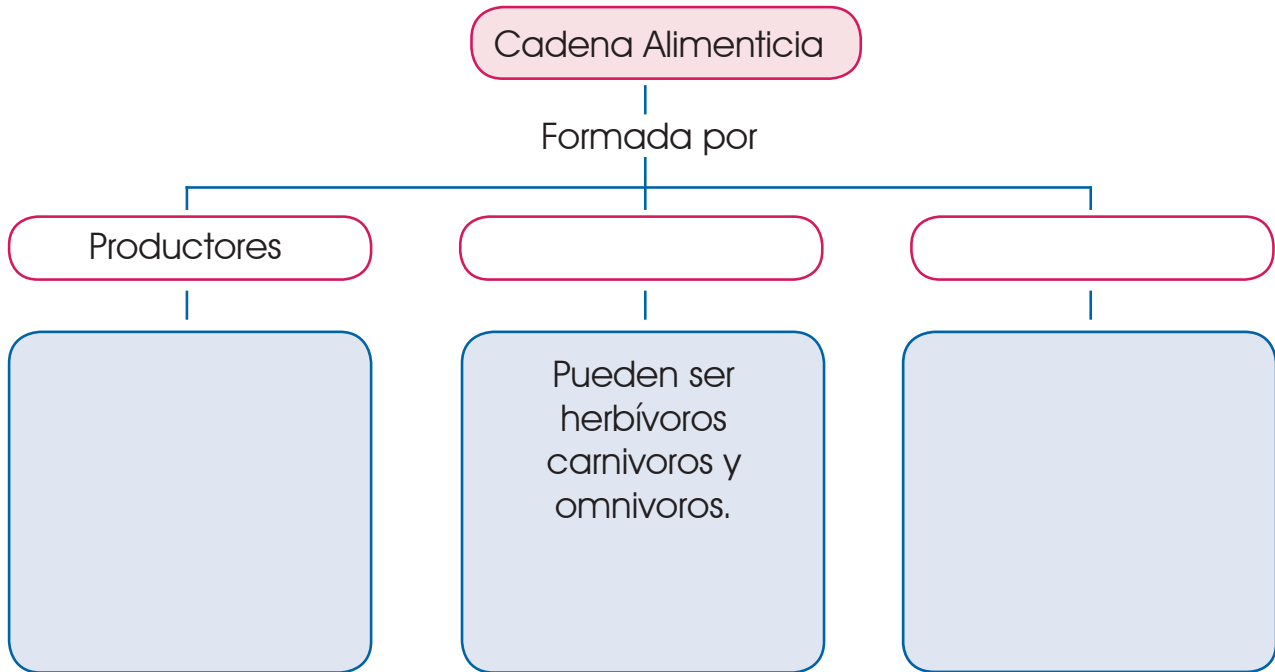 Cadena Alimenticia
Formada por
Productores
Pueden ser
herbívoros
carnivoros y
omnivoros.